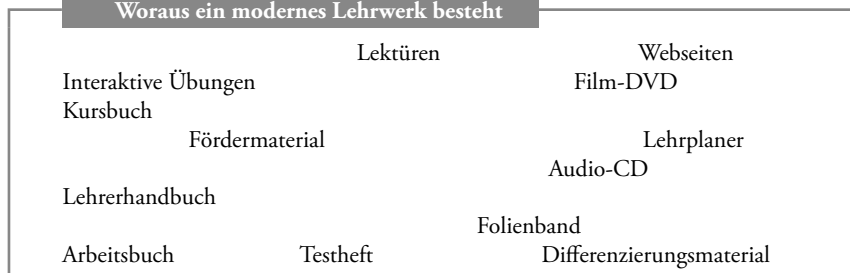 Woraus ein modernes Lehrwerk besteht
Lektüren Webseiten
Interaktive Übungen Film-DVD
Kursbuch
Fördermaterial Lehrplaner
Audio-CD
Lehrerhandbuch
Folienband
Arbeitsbuch Testheft Differenzierungsmaterial